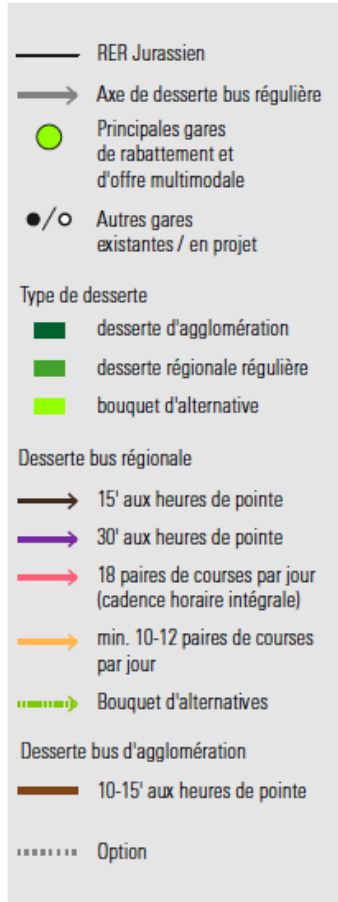 RER Jurassien
Axe de desserte bus régulière
Principales gares
de rabattement et
d'offre multimodale
Autres gares
existantes / en projet
Type de desserte
desserte d'agglomération
desserte régionale régulière
bouquet d'alternative
Desserte bus régionale
15' aux heures de pointe
30' aux heures de pointe
18 paires de courses par jour
(cadence horaire intégrale)
min. 10-12 paires de courses
par jour
Bouquet d'alternatives
Desserte bus d'agglomération
10-15' aux heures de pointe
Option